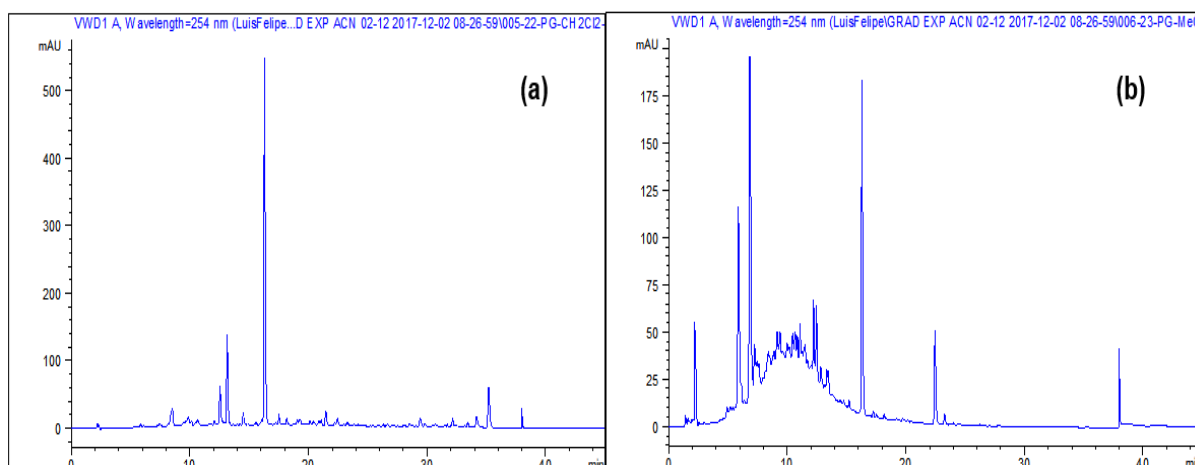 VWD1 A, Wavelength=254 nm (LuisFelipe...D EXP ACN 02-12 2017-12-02 08-26-59\005-22-PG-CH2Cl2-
mAU
(a)
500
400
300
200
100
0
0 10 20 30 40 min
VWD1 A, Wavelength=254 nm (LuisFelipe\GRAD EXP ACN 02-12 2017-12-02 08-26-59\006-23-PG-Me
mAU
(b)
175
150
125
100
75
50
25
0
0 10 20 30 40